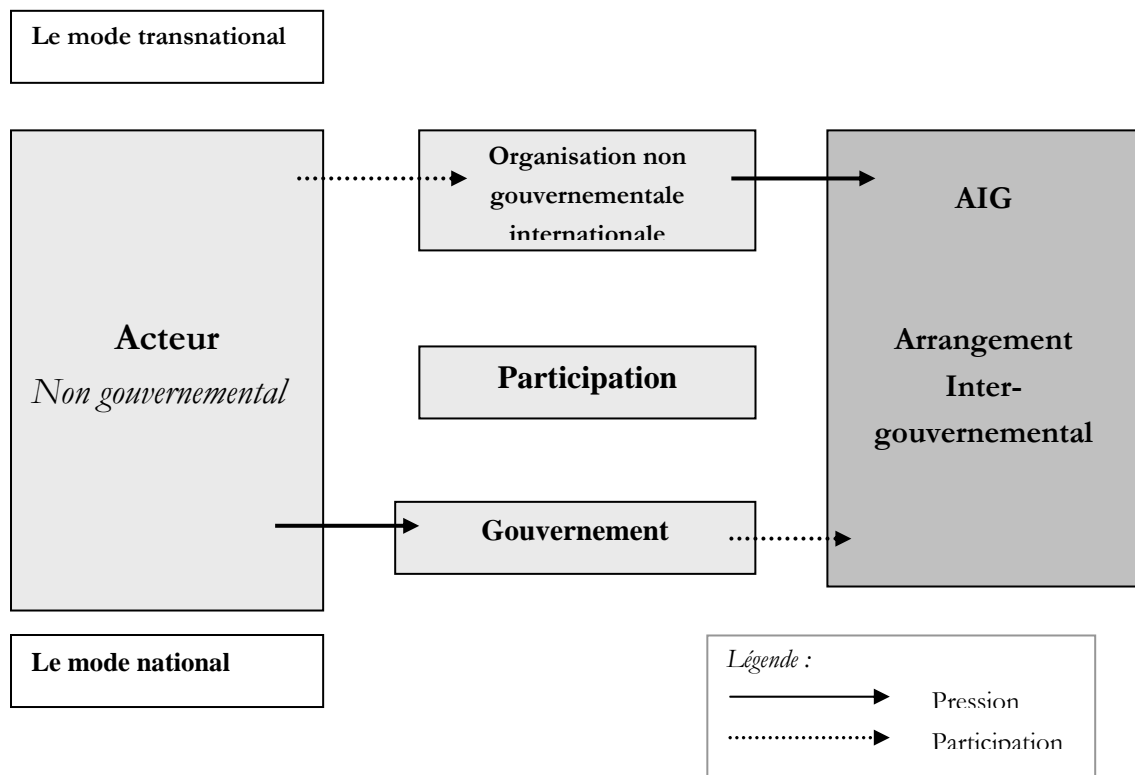 Le mode transnational
Organisation non
gouvernementale
internationale
AIG
Acteur
Non gouvernemental
Participation
Arrangement
Inter-
gouvernemental
Gouvernement
Le mode national
Légende :
Pression
Participation